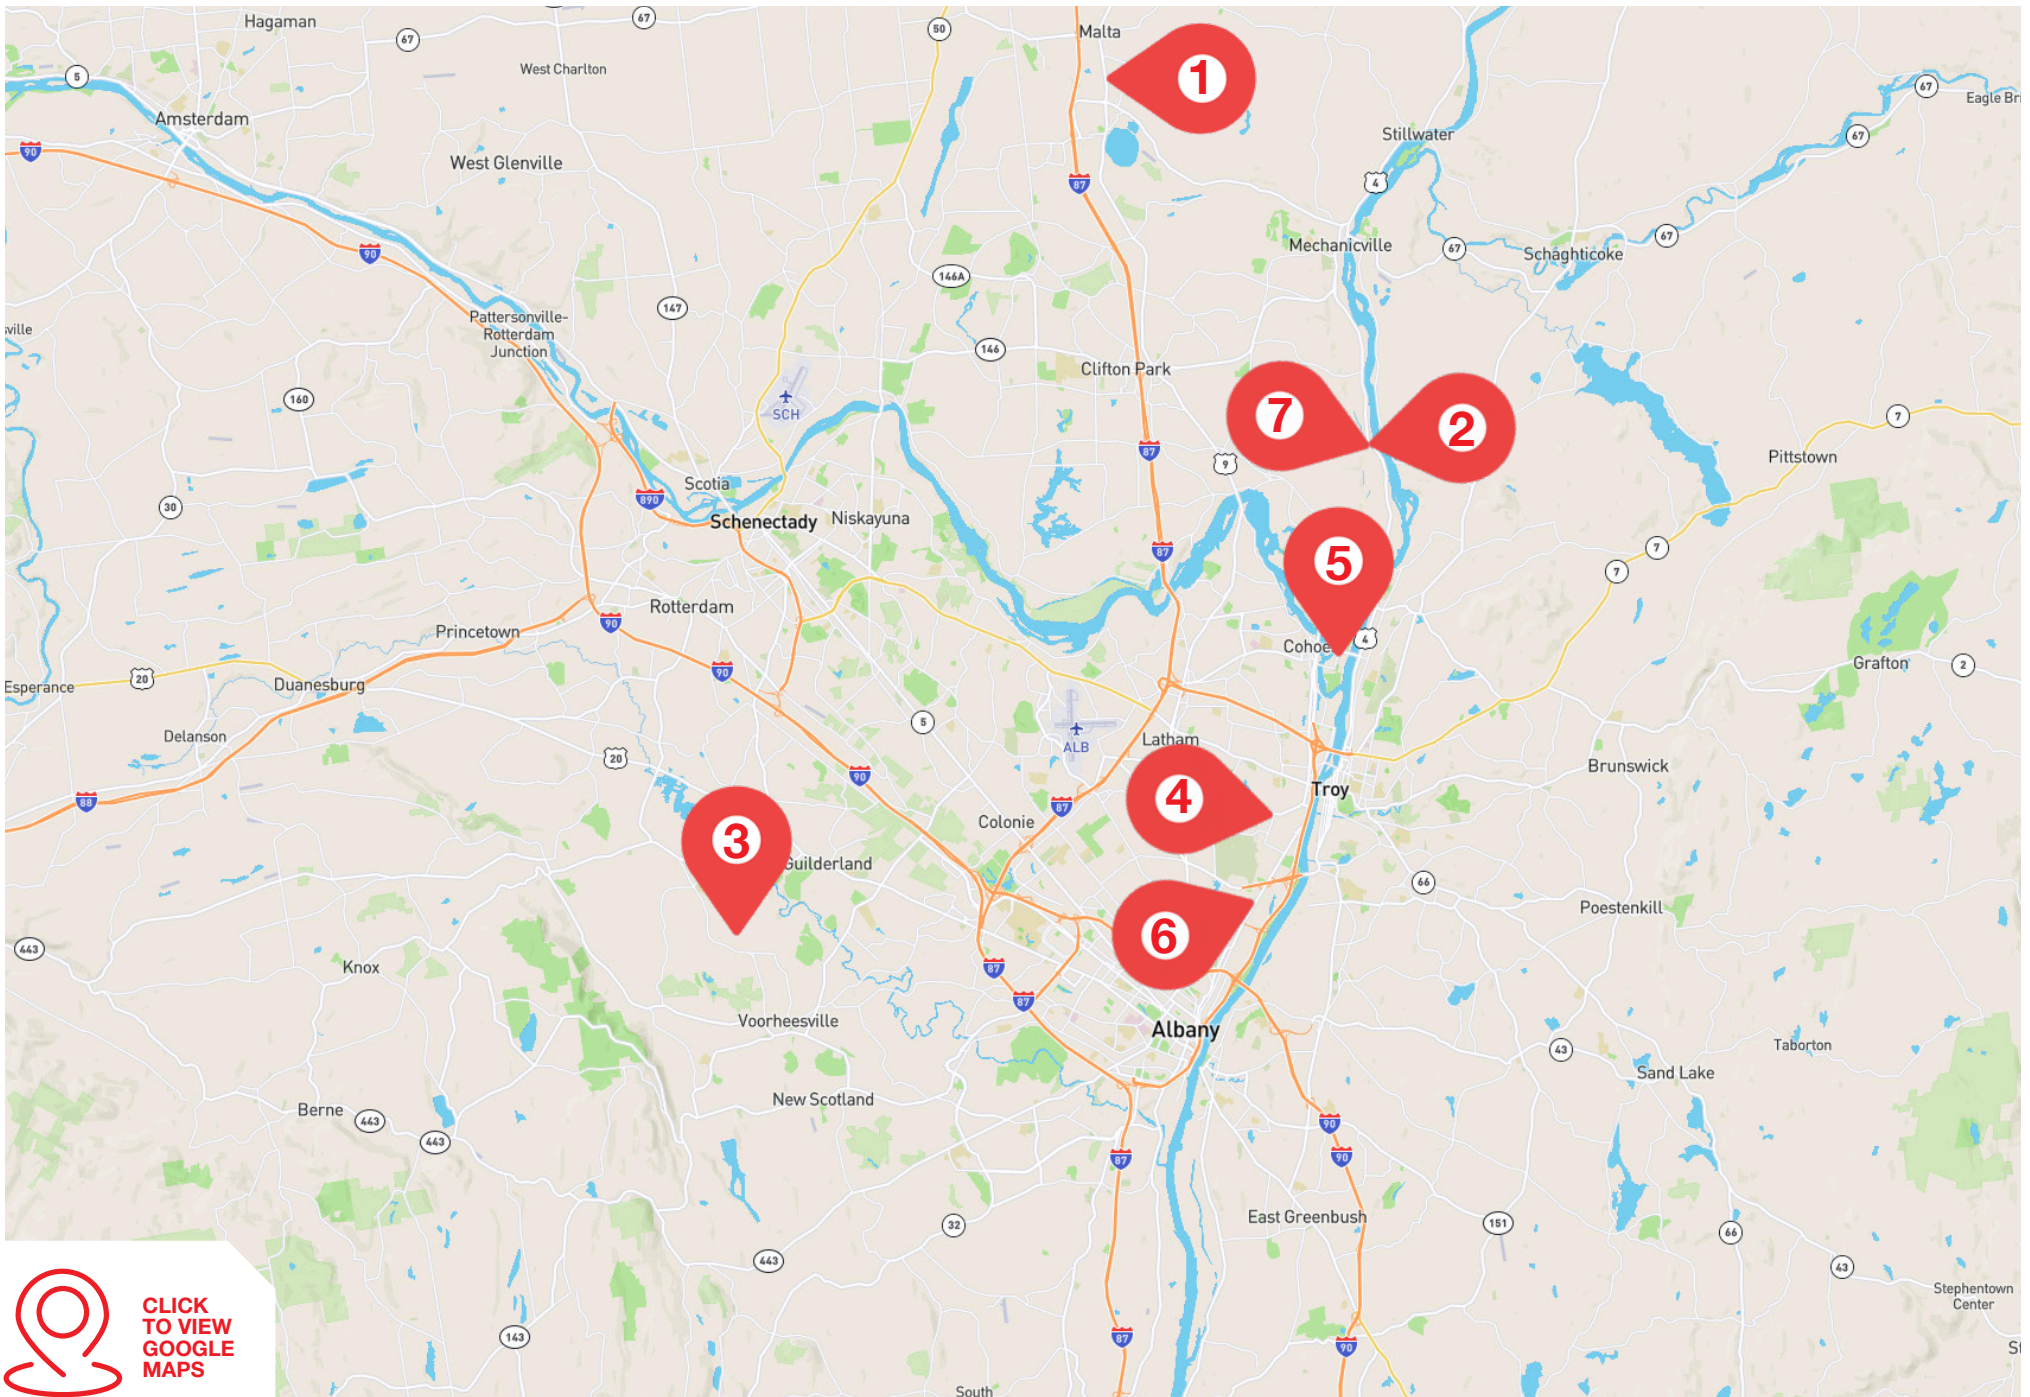 Hagaman
67
67
50
Malta
1
West Charlton
5
67
Eagle Br
Amsterdam
67
Stillwater
90
West Glenville
87
4
90
Mechanicville
67
67
Schaghticoke
146A
147
Pattersonville-
Rotterdam
Junction
sville
146
Clifton Park
160
SCH
7
2
7
87
9
Pittstown
Scotia
890
30
Schenectady
Niskayuna
87
7
7
5
Rotterdam
90
Princetown
4
Cohoe
Grafton
2
90
20
Esperance
Duanesburg
5
Delanson
ALB
Latham
20
Brunswick
90
88
87
4
Troy
Colonie
3
Guilderland
66
Poestenkill
6
443
Knox
87
87
Voorheesville
Albany
43
Taborton
Sand Lake
New Scotland
Berne
443
443
90
90
87
East Greenbush
151
32
66
443
43
Stephentown
Center
CLICK
TO VIEW
GOOGLE
MAPS
143
87
90
St
South